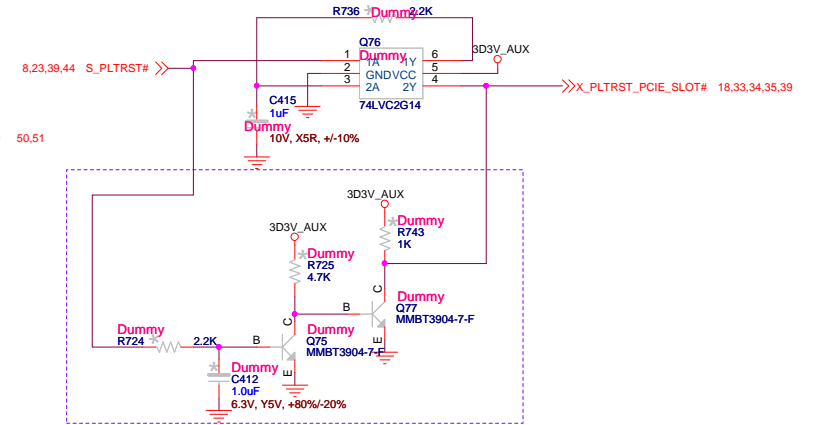 R736 Dummy 2.2K
Q76
3D3V_AUX
Dummy
1 1A 1Y 6
2 GND VCC 5
3 2A 2Y 4
74LVC2G14
8,23,39,44 S_PLTRST#
X_PLTRST_PCIE_SLOT# 18,33,34,35,39
C415
1uF
Dummy
10V, X5R, +/-10%
50,51
3D3V_AUX
Dummy
R743
1K
3D3V_AUX
Dummy
R725
4.7K
Dummy
Q77
MMBT3904-7-F
B C E
Dummy
R724 2.2K
Dummy
Q75
MMBT3904-7-F
B C E
Dummy
C412
1.0uF
6.3V, Y5V, +80%/-20%